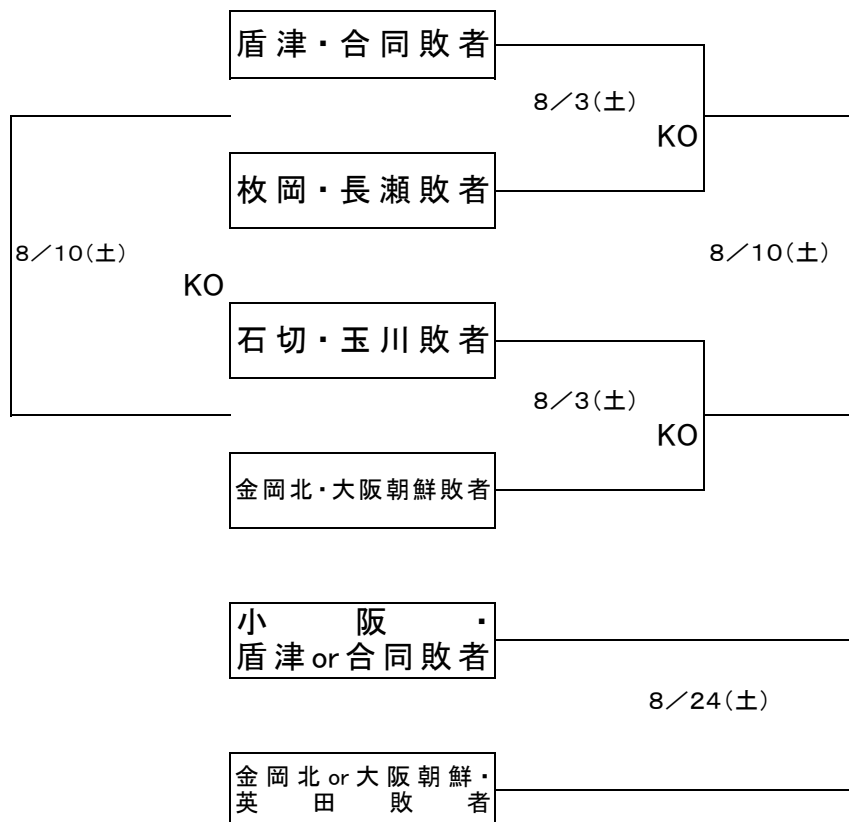 盾津・合同敗者
8／3（土）
KO
枚岡・長瀬敗者
8／10（土）
8／10（土）
KO
石切・玉川敗者
8／3（土）
KO
金岡北・大阪朝鮮敗者
小阪・
盾津or合同敗者
8／24（土）
金岡北or大阪朝鮮・
英田敗者